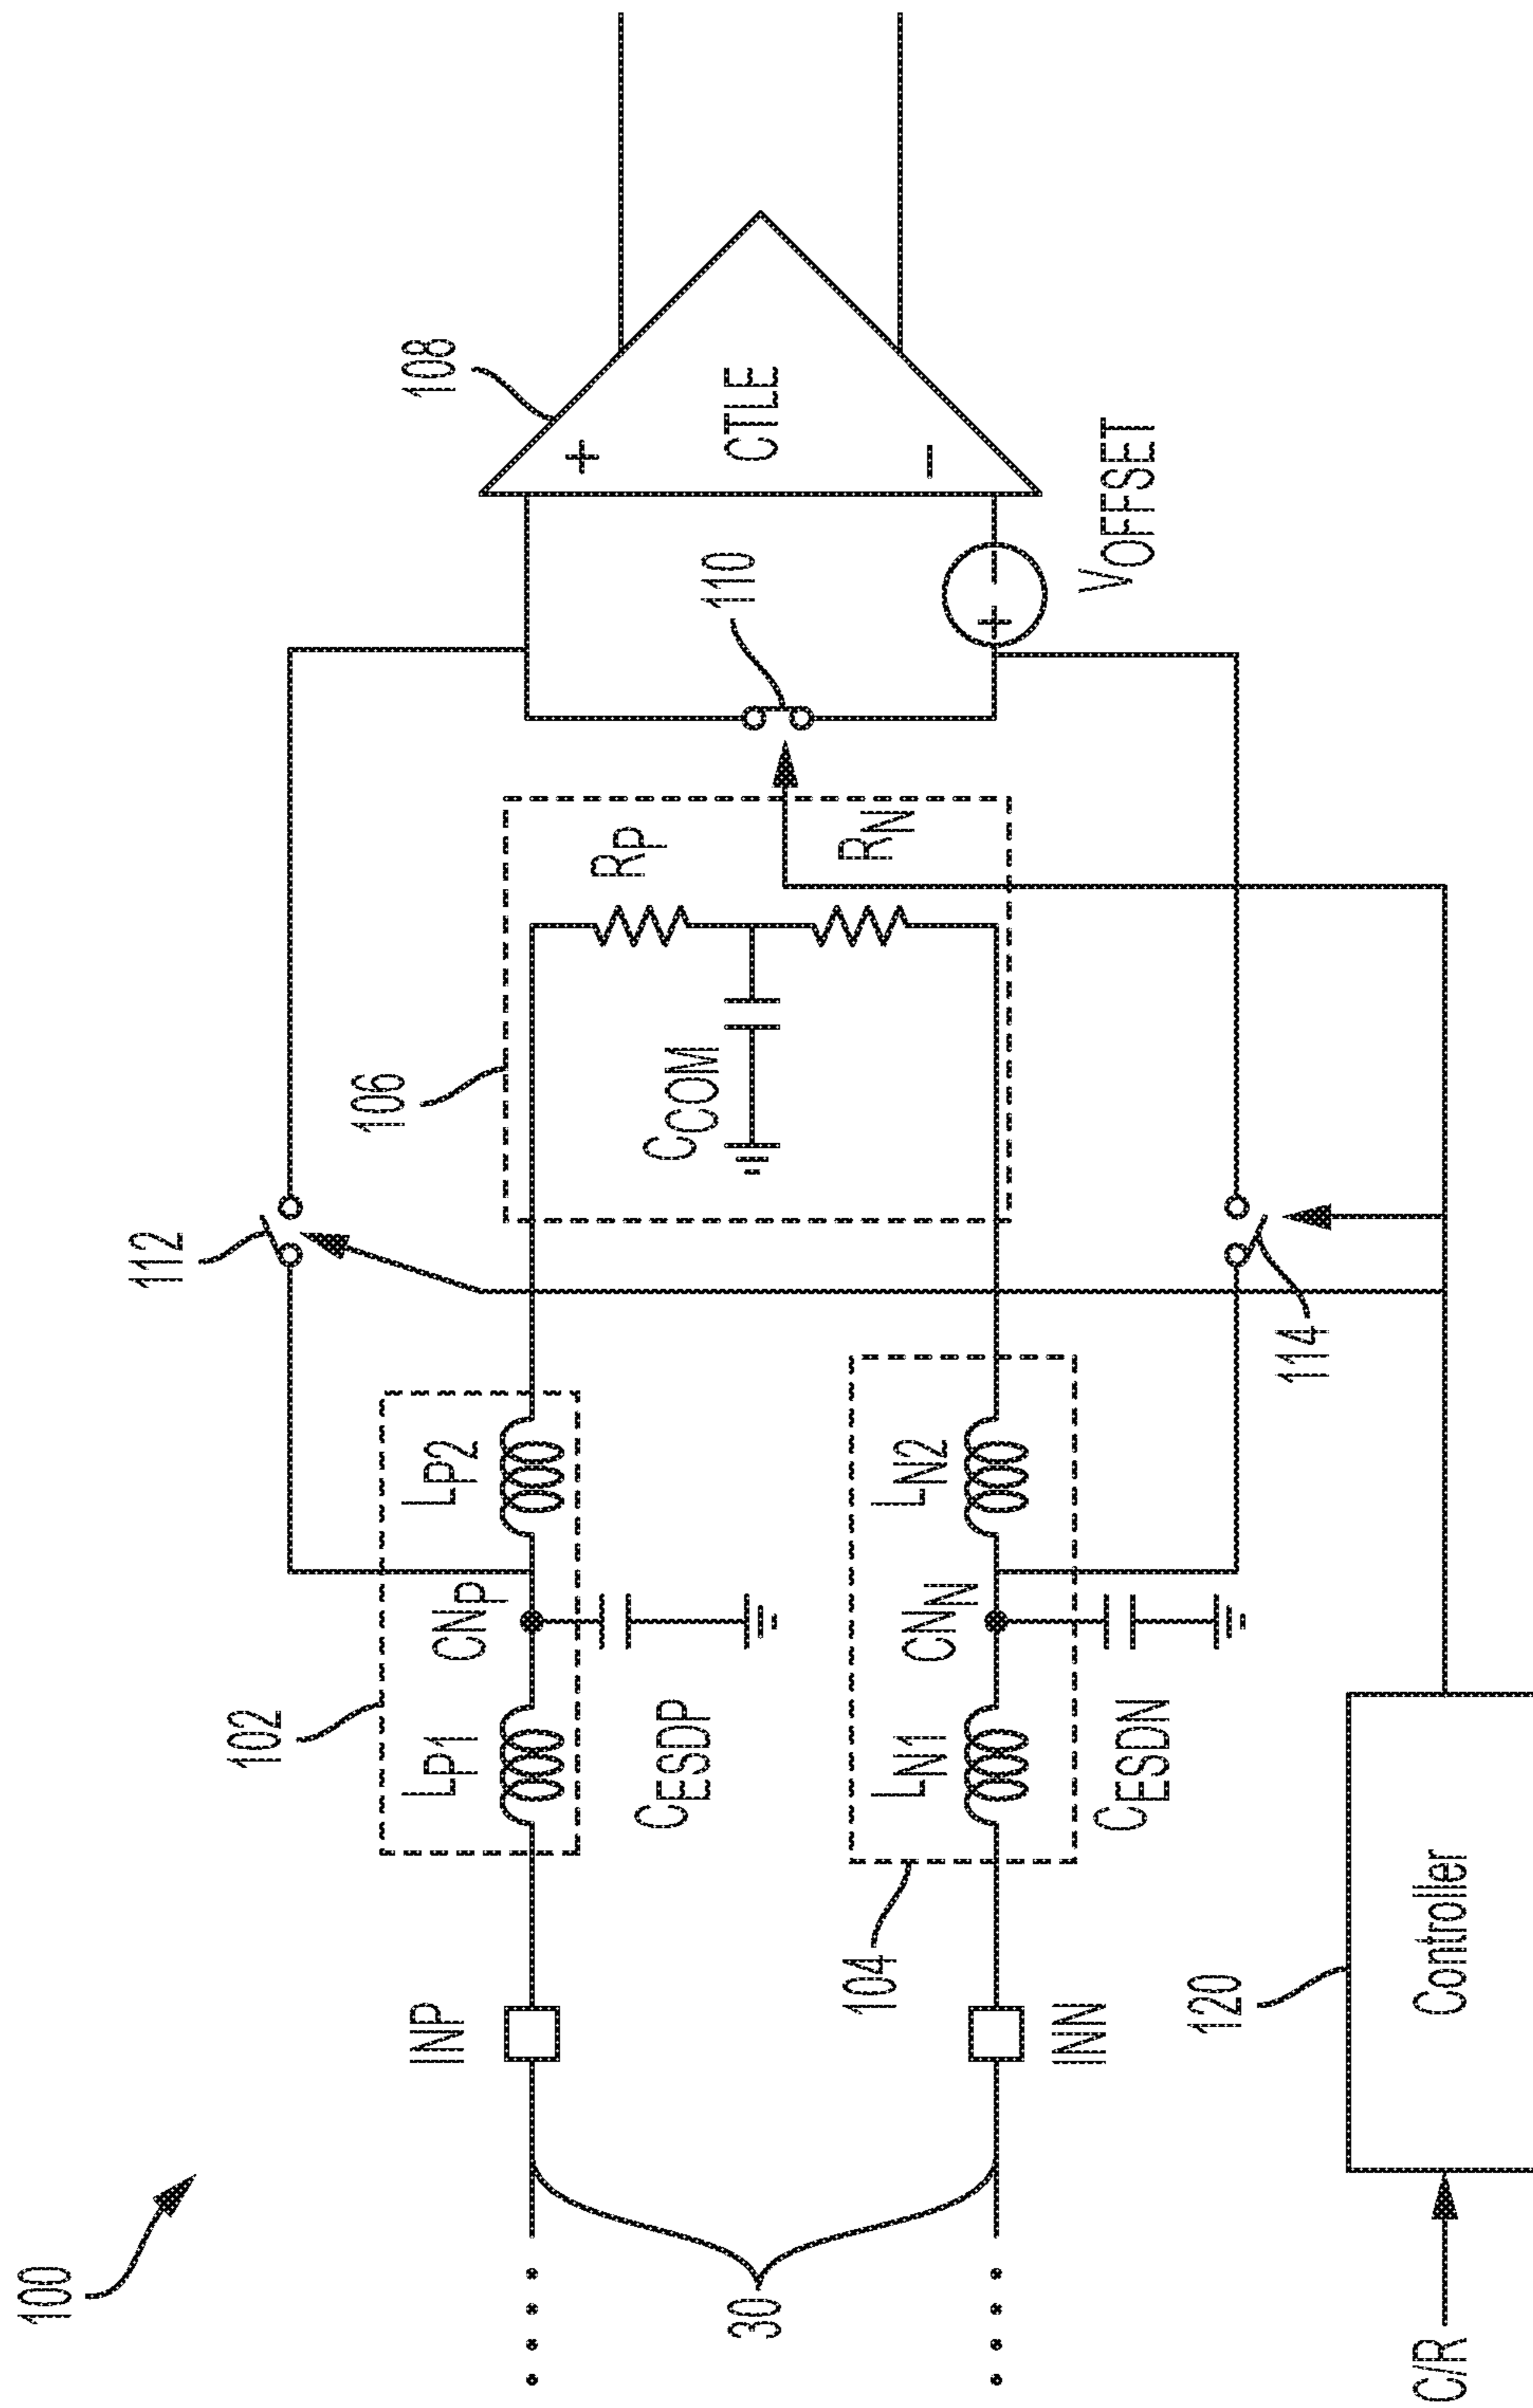 100
C/R
30
INP
INN
120
Controller
102
LP1
CNP
LP2
CESDP
104
LN1
CNN
LN2
CESDN
112
114
106
CCOM
RP
RN
110
VOFFSET
108
+
CTLE
−
+ −